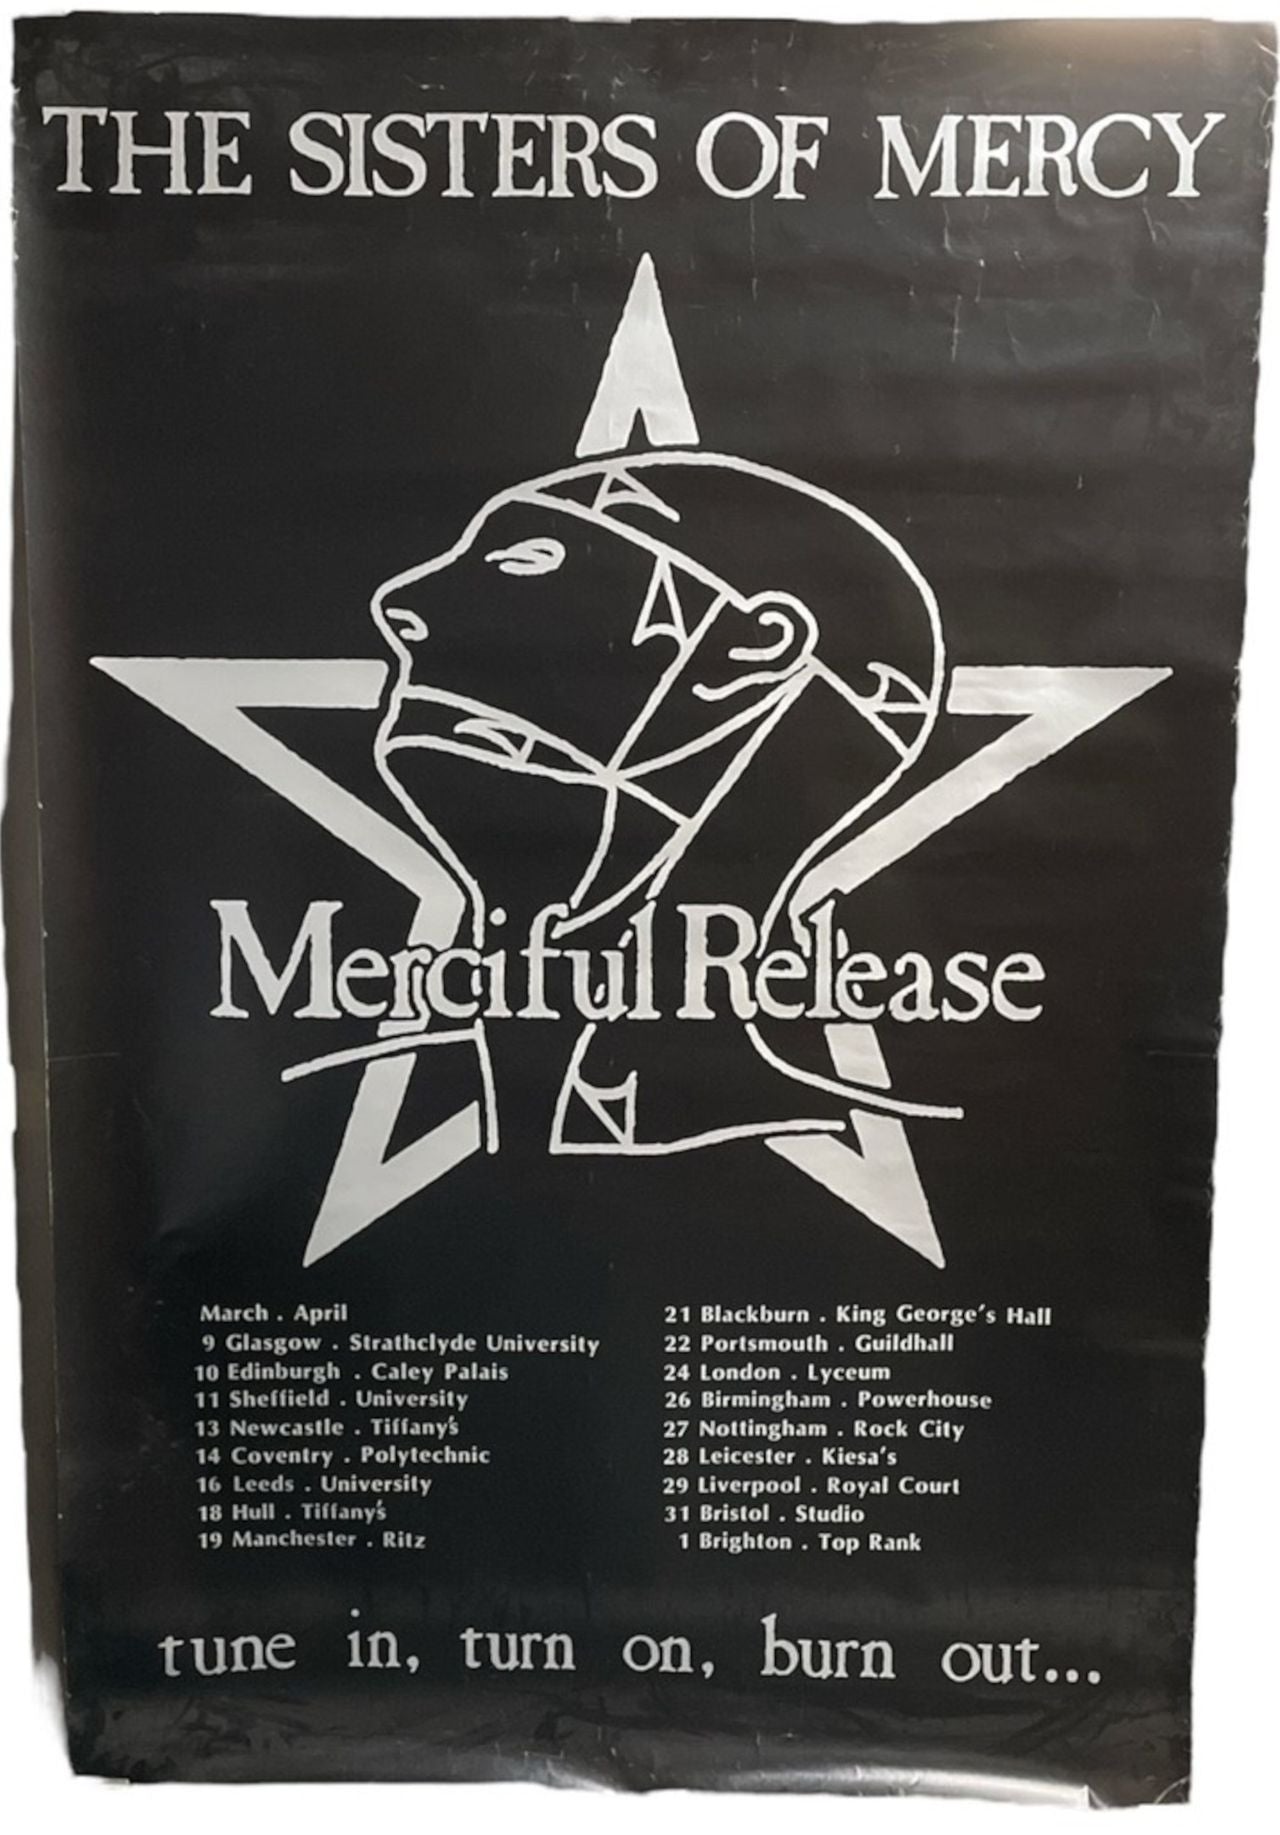 THE SISTERS OF MERCY
Merciful Release
March . April
9 Glasgow . Strathclyde University
10 Edinburgh . Caley Palais
11 Sheffield . University
13 Newcastle . Tiffany's
14 Coventry . Polytechnic
16 Leeds . University
18 Hull . Tiffany's
19 Manchester . Ritz
21 Blackburn . King George's Hall
22 Portsmouth . Guildhall
24 London . Lyceum
26 Birmingham . Powerhouse
27 Nottingham . Rock City
28 Leicester . Kiesa's
29 Liverpool . Royal Court
31 Bristol . Studio
1 Brighton . Top Rank
tune in, turn on, burn out...